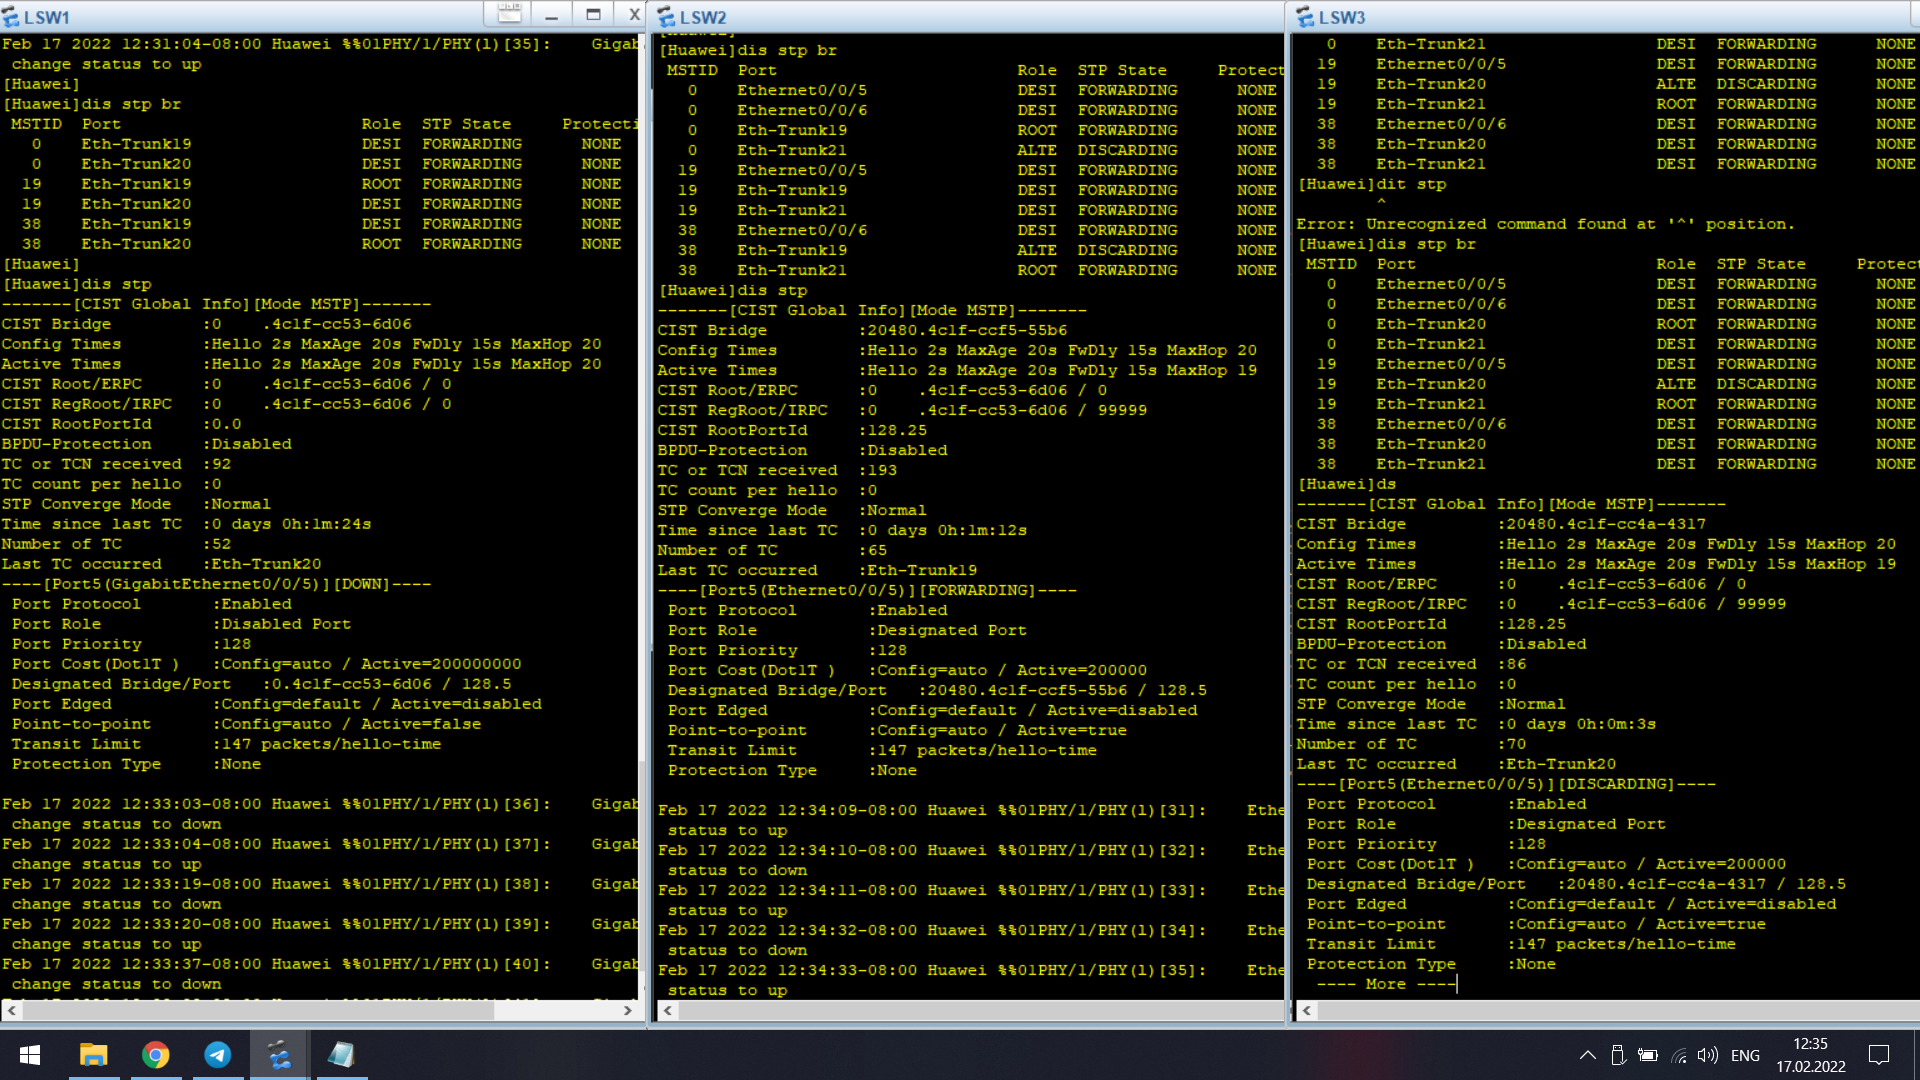 LSW1
Feb 17 2022 12:31:04-08:00 Huawei %%01PHY/1/PHY(l)[35]:    Gigab
 change status to up
[Huawei]
[Huawei]dis stp br
 MSTID  Port                        Role  STP State     Protecti
   0    Eth-Trunk19                 DESI  FORWARDING      NONE
   0    Eth-Trunk20                 DESI  FORWARDING      NONE
  19    Eth-Trunk19                 ROOT  FORWARDING      NONE
  19    Eth-Trunk20                 DESI  FORWARDING      NONE
  38    Eth-Trunk19                 DESI  FORWARDING      NONE
  38    Eth-Trunk20                 ROOT  FORWARDING      NONE
[Huawei]
[Huawei]dis stp
-------[CIST Global Info][Mode MSTP]-------
CIST Bridge         :0    .4c1f-cc53-6d06
Config Times        :Hello 2s MaxAge 20s FwDly 15s MaxHop 20
Active Times        :Hello 2s MaxAge 20s FwDly 15s MaxHop 20
CIST Root/ERPC      :0    .4c1f-cc53-6d06 / 0
CIST RegRoot/IRPC   :0    .4c1f-cc53-6d06 / 0
CIST RootPortId     :0.0
BPDU-Protection     :Disabled
TC or TCN received  :92
TC count per hello  :0
STP Converge Mode   :Normal
Time since last TC  :0 days 0h:1m:24s
Number of TC        :52
Last TC occurred    :Eth-Trunk20
----[Port5(GigabitEthernet0/0/5)][DOWN]----
 Port Protocol       :Enabled
 Port Role           :Disabled Port
 Port Priority       :128
 Port Cost(Dot1T )   :Config=auto / Active=200000000
 Designated Bridge/Port   :0.4c1f-cc53-6d06 / 128.5
 Port Edged          :Config=default / Active=disabled
 Point-to-point      :Config=auto / Active=false
 Transit Limit       :147 packets/hello-time
 Protection Type     :None
Feb 17 2022 12:33:03-08:00 Huawei %%01PHY/1/PHY(l)[36]:    Gigab
 change status to down
Feb 17 2022 12:33:04-08:00 Huawei %%01PHY/1/PHY(l)[37]:    Gigab
 change status to up
Feb 17 2022 12:33:19-08:00 Huawei %%01PHY/1/PHY(l)[38]:    Gigab
 change status to down
Feb 17 2022 12:33:20-08:00 Huawei %%01PHY/1/PHY(l)[39]:    Gigab
 change status to up
Feb 17 2022 12:33:37-08:00 Huawei %%01PHY/1/PHY(l)[40]:    Gigab
 change status to down
LSW2
[Huawei]dis stp br
 MSTID  Port                        Role  STP State     Protect
   0    Ethernet0/0/5               DESI  FORWARDING      NONE
   0    Ethernet0/0/6               DESI  FORWARDING      NONE
   0    Eth-Trunk19                 ROOT  FORWARDING      NONE
   0    Eth-Trunk21                 ALTE  DISCARDING      NONE
  19    Ethernet0/0/5               DESI  FORWARDING      NONE
  19    Eth-Trunk19                 DESI  FORWARDING      NONE
  19    Eth-Trunk21                 DESI  FORWARDING      NONE
  38    Ethernet0/0/6               DESI  FORWARDING      NONE
  38    Eth-Trunk19                 ALTE  DISCARDING      NONE
  38    Eth-Trunk21                 ROOT  FORWARDING      NONE
[Huawei]dis stp
-------[CIST Global Info][Mode MSTP]-------
CIST Bridge         :20480.4c1f-ccf5-55b6
Config Times        :Hello 2s MaxAge 20s FwDly 15s MaxHop 20
Active Times        :Hello 2s MaxAge 20s FwDly 15s MaxHop 19
CIST Root/ERPC      :0    .4c1f-cc53-6d06 / 0
CIST RegRoot/IRPC   :0    .4c1f-cc53-6d06 / 99999
CIST RootPortId     :128.25
BPDU-Protection     :Disabled
TC or TCN received  :193
TC count per hello  :0
STP Converge Mode   :Normal
Time since last TC  :0 days 0h:1m:12s
Number of TC        :65
Last TC occurred    :Eth-Trunk19
----[Port5(Ethernet0/0/5)][FORWARDING]----
 Port Protocol       :Enabled
 Port Role           :Designated Port
 Port Priority       :128
 Port Cost(Dot1T )   :Config=auto / Active=200000
 Designated Bridge/Port   :20480.4c1f-ccf5-55b6 / 128.5
 Port Edged          :Config=default / Active=disabled
 Point-to-point      :Config=auto / Active=true
 Transit Limit       :147 packets/hello-time
 Protection Type     :None
Feb 17 2022 12:34:09-08:00 Huawei %%01PHY/1/PHY(l)[31]:    Ethe
 status to up
Feb 17 2022 12:34:10-08:00 Huawei %%01PHY/1/PHY(l)[32]:    Ethe
 status to down
Feb 17 2022 12:34:11-08:00 Huawei %%01PHY/1/PHY(l)[33]:    Ethe
 status to up
Feb 17 2022 12:34:32-08:00 Huawei %%01PHY/1/PHY(l)[34]:    Ethe
 status to down
Feb 17 2022 12:34:33-08:00 Huawei %%01PHY/1/PHY(l)[35]:    Ethe
 status to up
LSW3
   0    Eth-Trunk21                 DESI  FORWARDING      NONE
  19    Ethernet0/0/5               DESI  FORWARDING      NONE
  19    Eth-Trunk20                 ALTE  DISCARDING      NONE
  19    Eth-Trunk21                 ROOT  FORWARDING      NONE
  38    Ethernet0/0/6               DESI  FORWARDING      NONE
  38    Eth-Trunk20                 DESI  FORWARDING      NONE
  38    Eth-Trunk21                 DESI  FORWARDING      NONE
[Huawei]dit stp
        ^
Error: Unrecognized command found at '^' position.
[Huawei]dis stp br
 MSTID  Port                        Role  STP State     Protect
   0    Ethernet0/0/5               DESI  FORWARDING      NONE
   0    Ethernet0/0/6               DESI  FORWARDING      NONE
   0    Eth-Trunk20                 ROOT  FORWARDING      NONE
   0    Eth-Trunk21                 DESI  FORWARDING      NONE
  19    Ethernet0/0/5               DESI  FORWARDING      NONE
  19    Eth-Trunk20                 ALTE  DISCARDING      NONE
  19    Eth-Trunk21                 ROOT  FORWARDING      NONE
  38    Ethernet0/0/6               DESI  FORWARDING      NONE
  38    Eth-Trunk20                 DESI  FORWARDING      NONE
  38    Eth-Trunk21                 DESI  FORWARDING      NONE
[Huawei]ds
-------[CIST Global Info][Mode MSTP]-------
CIST Bridge         :20480.4c1f-cc4a-4317
Config Times        :Hello 2s MaxAge 20s FwDly 15s MaxHop 20
Active Times        :Hello 2s MaxAge 20s FwDly 15s MaxHop 19
CIST Root/ERPC      :0    .4c1f-cc53-6d06 / 0
CIST RegRoot/IRPC   :0    .4c1f-cc53-6d06 / 99999
CIST RootPortId     :128.25
BPDU-Protection     :Disabled
TC or TCN received  :86
TC count per hello  :0
STP Converge Mode   :Normal
Time since last TC  :0 days 0h:0m:3s
Number of TC        :70
Last TC occurred    :Eth-Trunk20
----[Port5(Ethernet0/0/5)][DISCARDING]----
 Port Protocol       :Enabled
 Port Role           :Designated Port
 Port Priority       :128
 Port Cost(Dot1T )   :Config=auto / Active=200000
 Designated Bridge/Port   :20480.4c1f-cc4a-4317 / 128.5
 Port Edged          :Config=default / Active=disabled
 Point-to-point      :Config=auto / Active=true
 Transit Limit       :147 packets/hello-time
 Protection Type     :None
  ---- More ----
ENG
12:35
17.02.2022